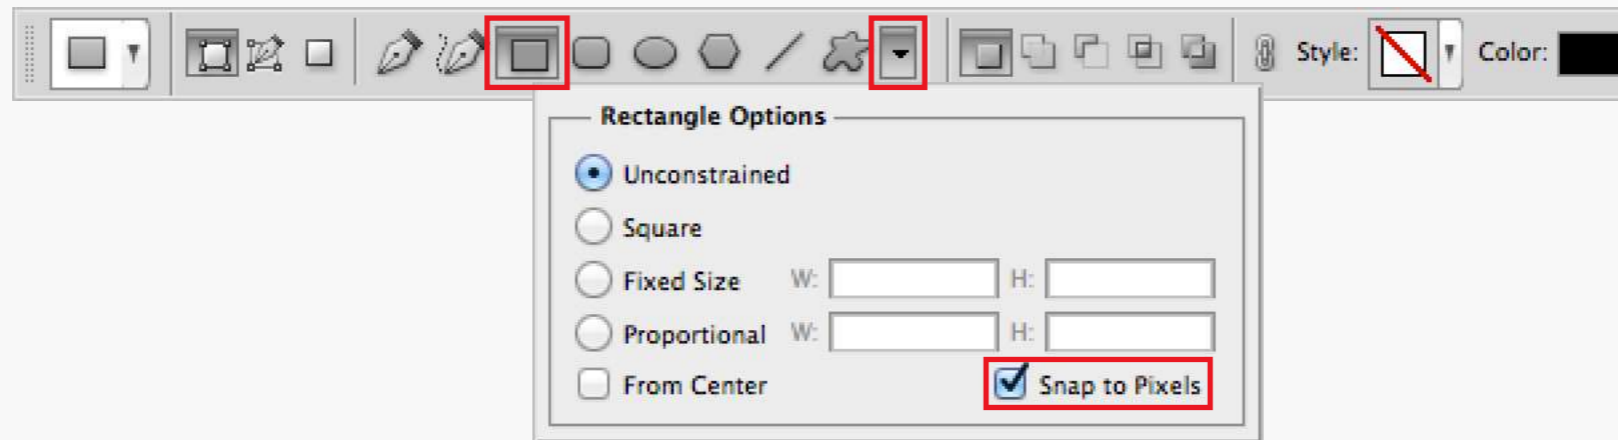 Style: Color:
Rectangle Options
Unconstrained
Square
Fixed Size W: H:
Proportional W: H:
From Center Snap to Pixels